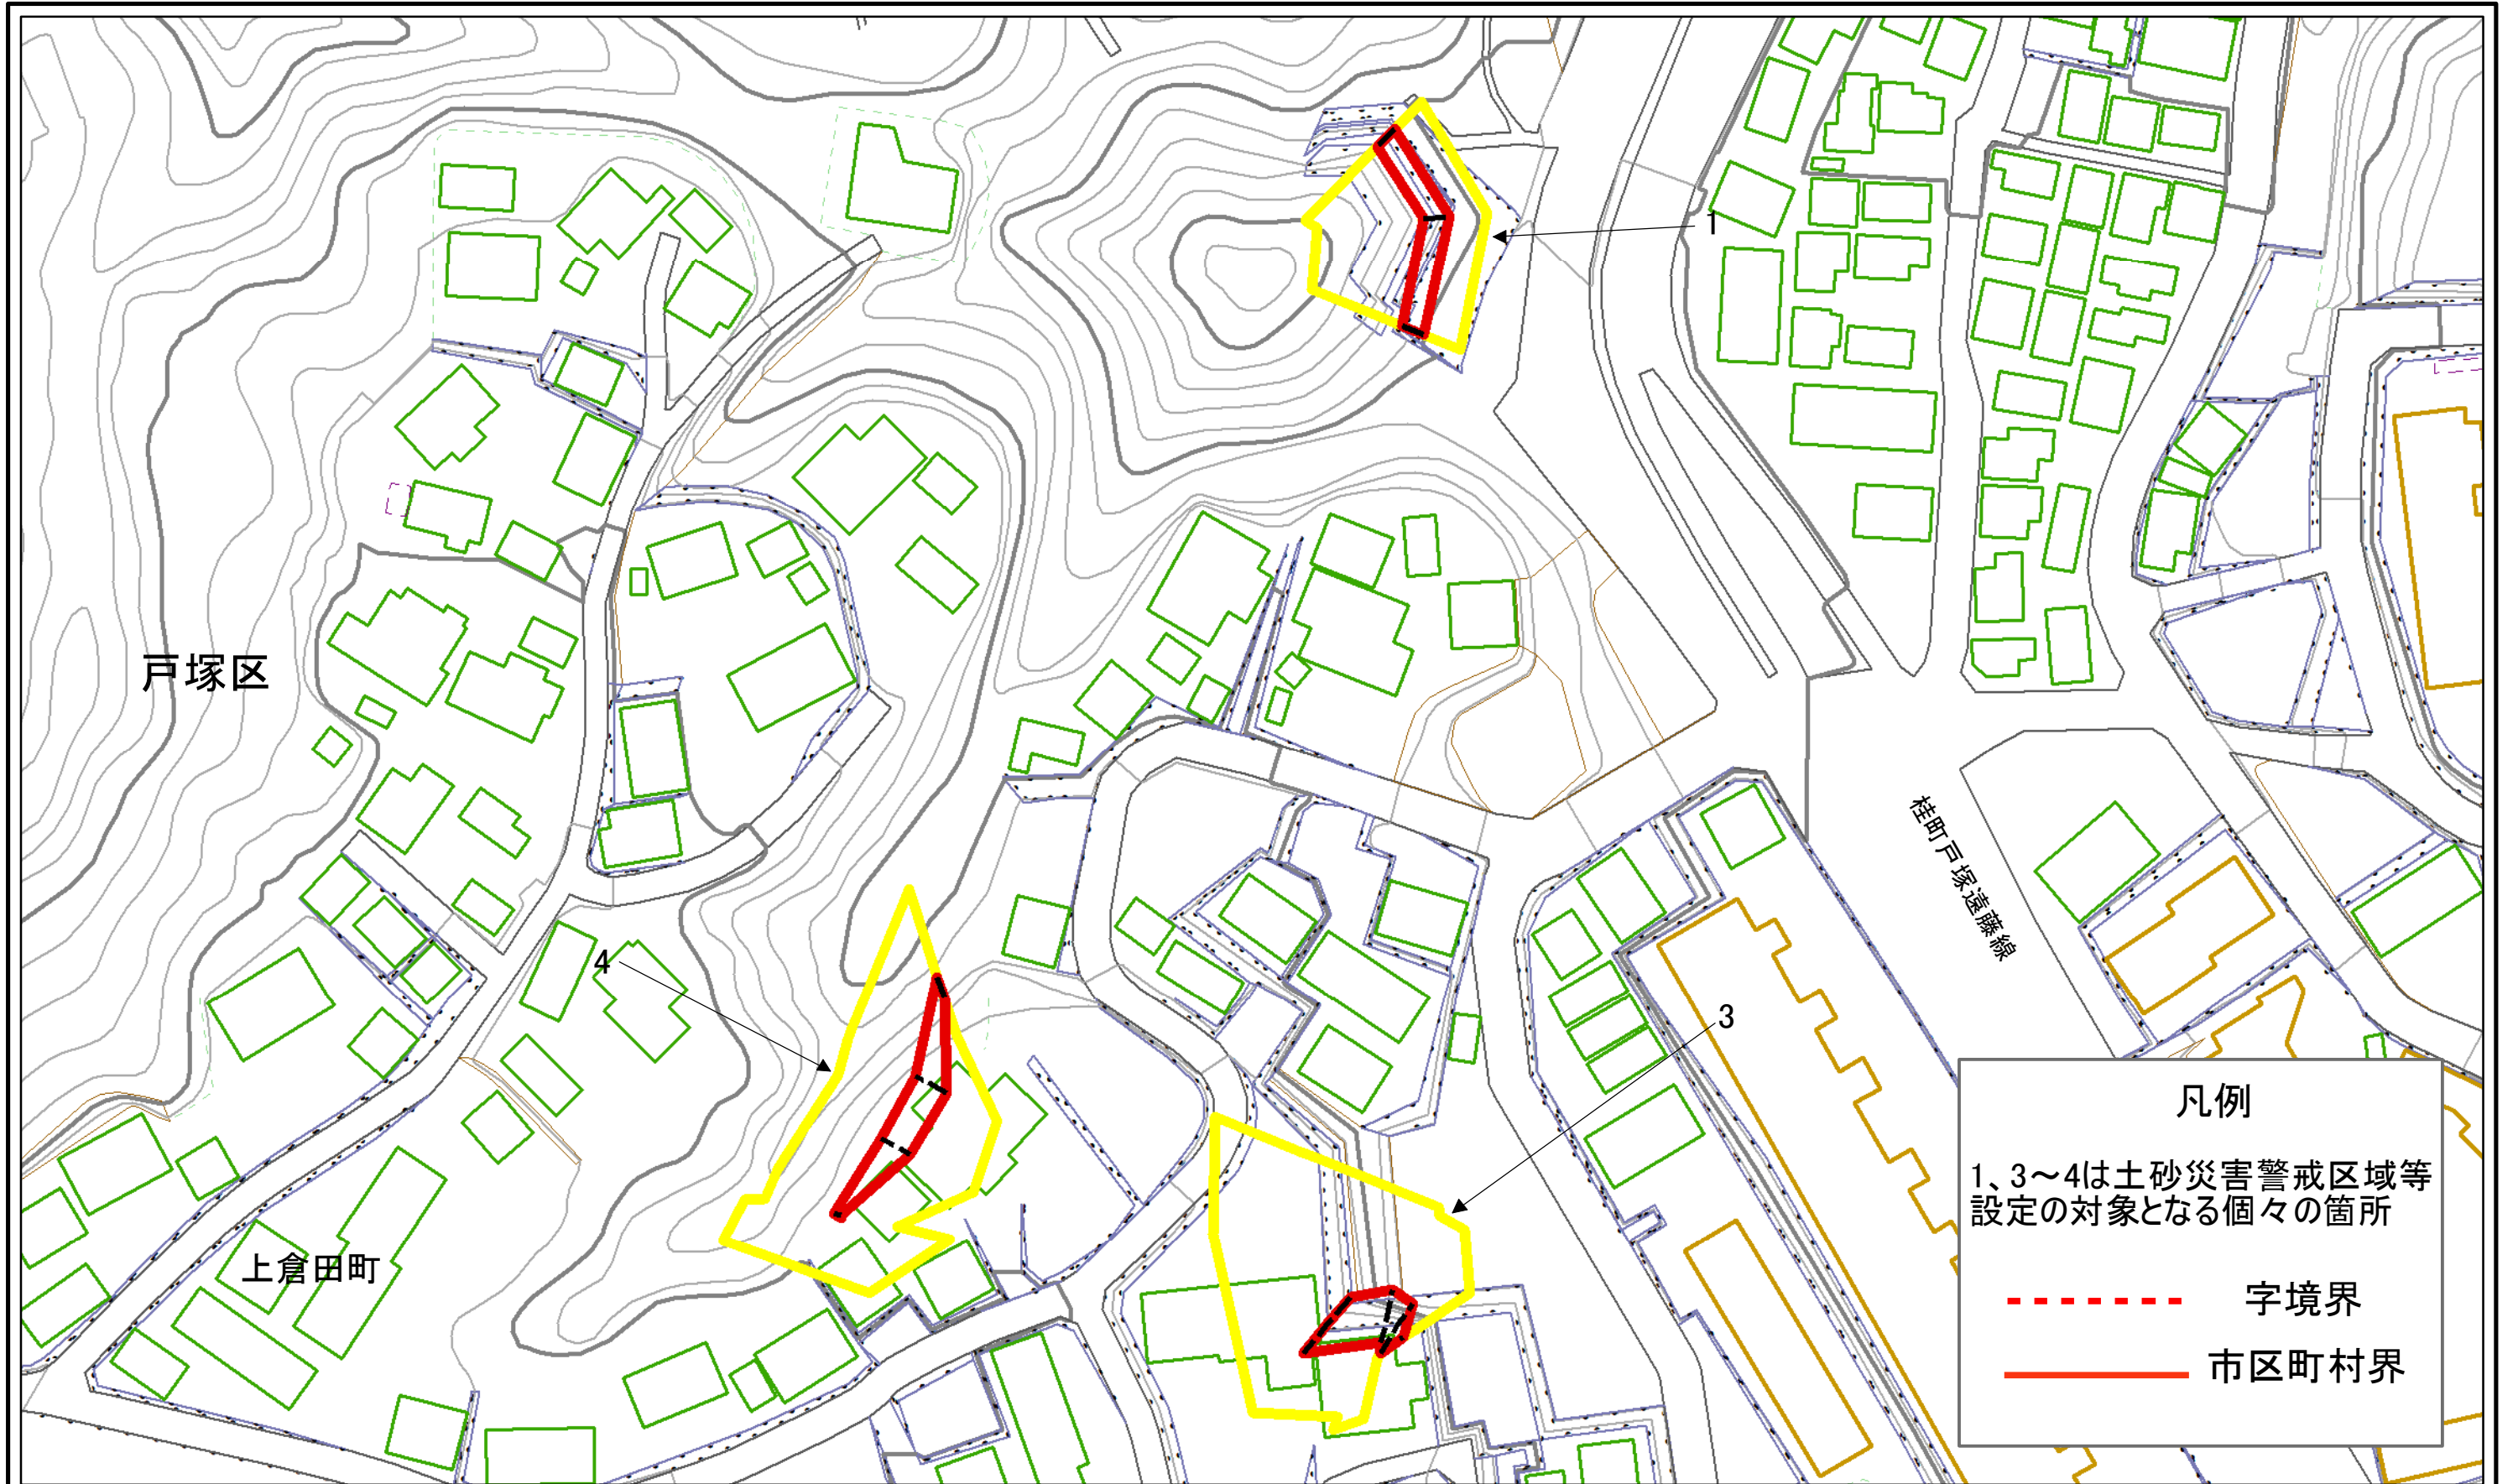 1
戸塚区
桂町戸塚遠藤線
4
3
上倉田町
凡例
1、3～4は土砂災害警戒区域等
設定の対象となる個々の箇所
字境界
市区町村界